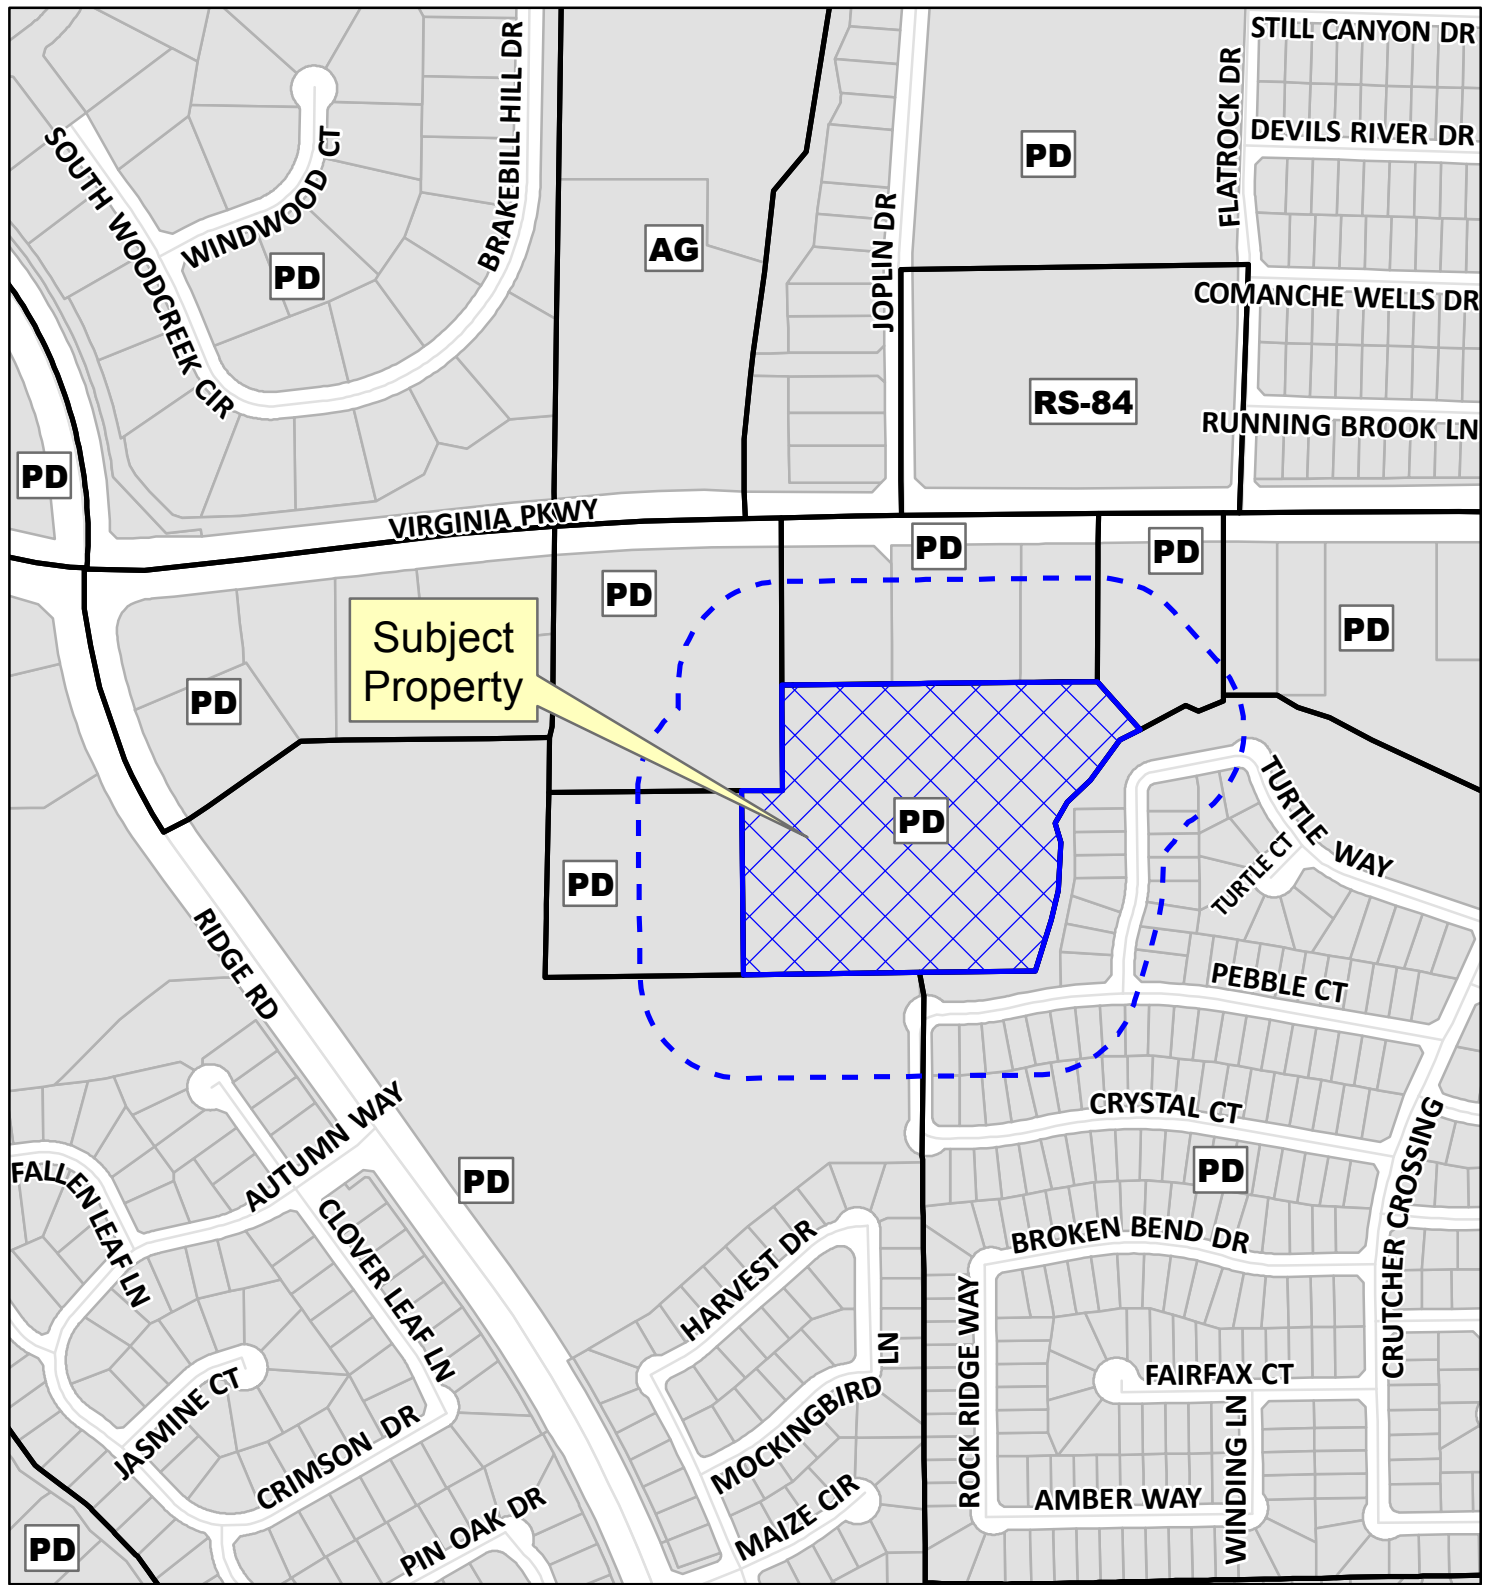 STILL CANYON DR
FLATROCK DR
DEVILS RIVER DR
BRAKEBILL HILL DR
SOUTH WOODCREEK CIR
WINDWOOD CT
PD
PD
AG
JOPLIN DR
COMANCHE WELLS DR
RS-84
RUNNING BROOK LN
PD
VIRGINIA PKWY
PD
PD
PD
PD
Subject
Property
PD
PD
PD
TURTLE WAY
TURTLE CT
PD
RIDGE RD
PEBBLE CT
CRYSTAL CT
AUTUMN WAY
PD
PD
FALLEN LEAF LN
CLOVER LEAF LN
HARVEST DR
BROKEN BEND DR
CRUTCHER CROSSING
ROCK RIDGE WAY
MOCKINGBIRD LN
FAIRFAX CT
JASMINE CT
CRIMSON DR
WINDING LN
AMBER WAY
MAIZE CIR
PIN OAK DR
PD